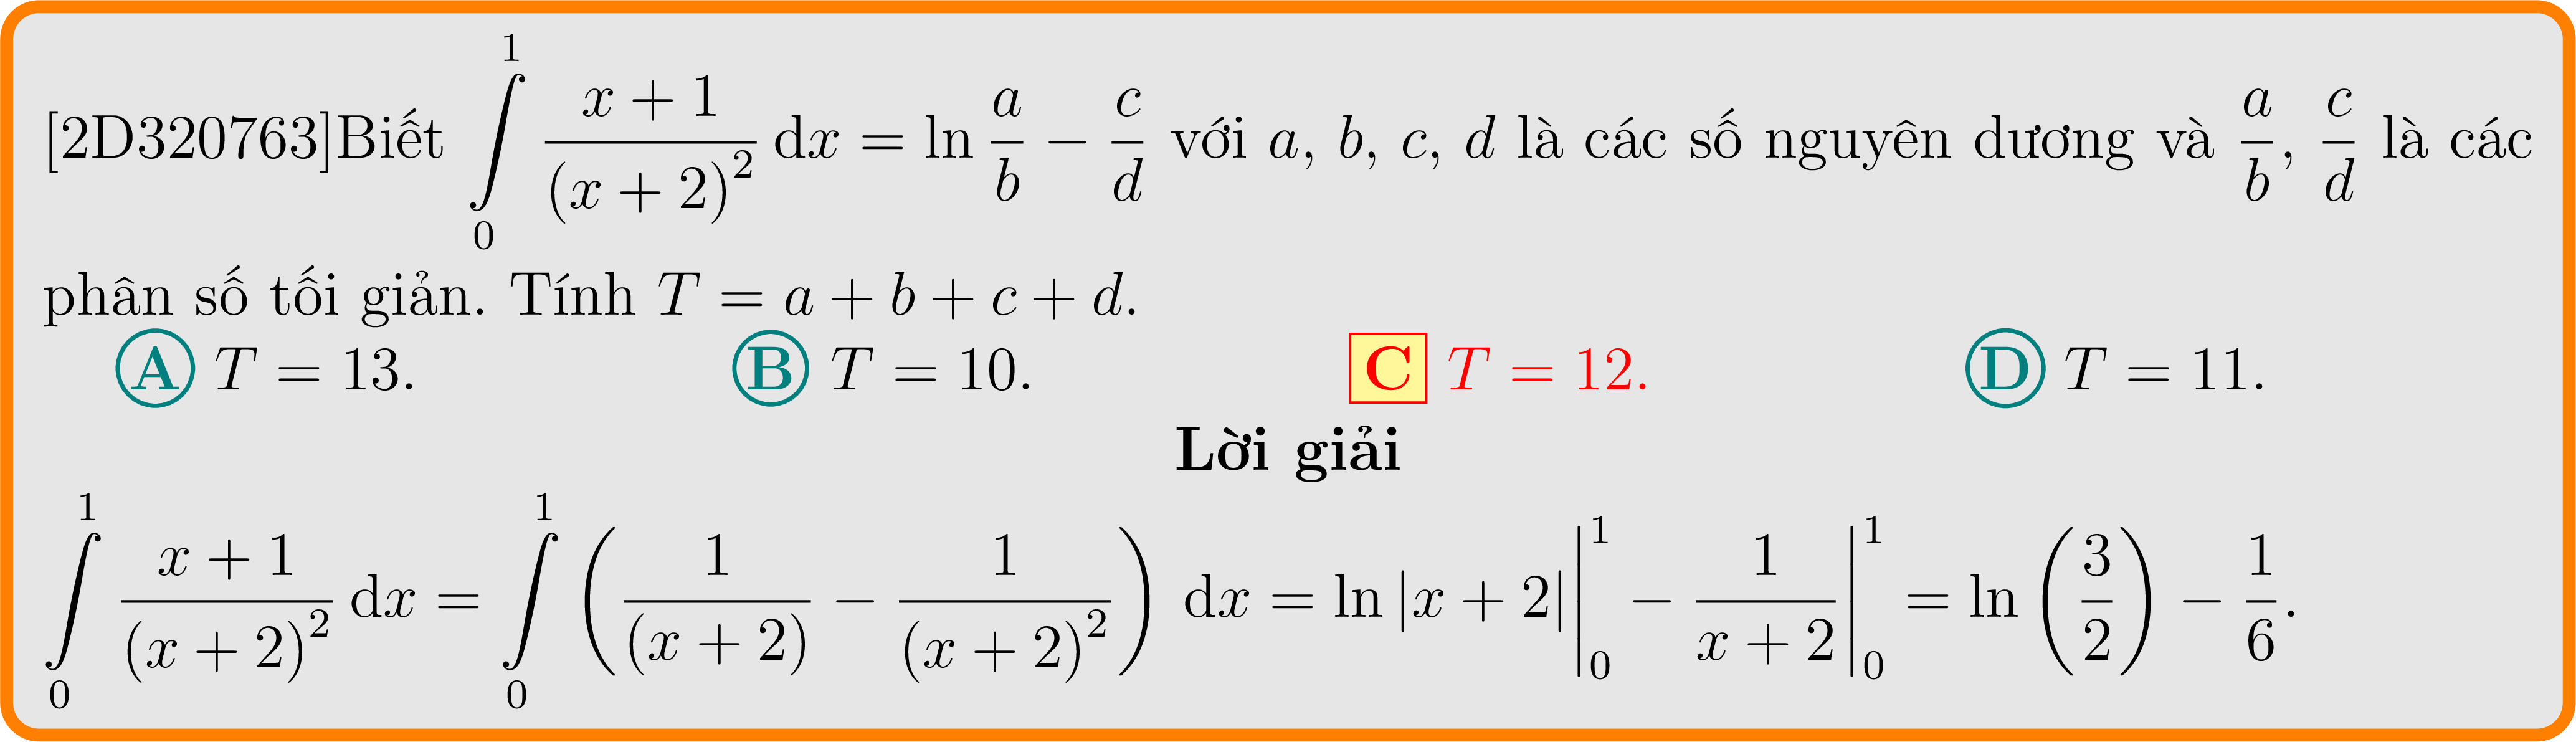 [2D320763]Biết $\int\limits_0^1 \frac{x+1}{(x+2)^2}\,\mathrm{d}x = \ln\frac{a}{b} - \frac{c}{d}$ với $a, b, c, d$ là các số nguyên dương và $\frac{a}{b}, \frac{c}{d}$ là các
phân số tối giản. Tính $T = a + b + c + d$.
A $T = 13$. B $T = 10$. C $T = 12$. D $T = 11$.
Lời giải
$\int\limits_0^1 \frac{x+1}{(x+2)^2}\,\mathrm{d}x = \int\limits_0^1 \left(\frac{1}{(x+2)} - \frac{1}{(x+2)^2}\right)\,\mathrm{d}x = \ln|x+2|\Big|_0^1 - \frac{1}{x+2}\Big|_0^1 = \ln\left(\frac{3}{2}\right) - \frac{1}{6}.$